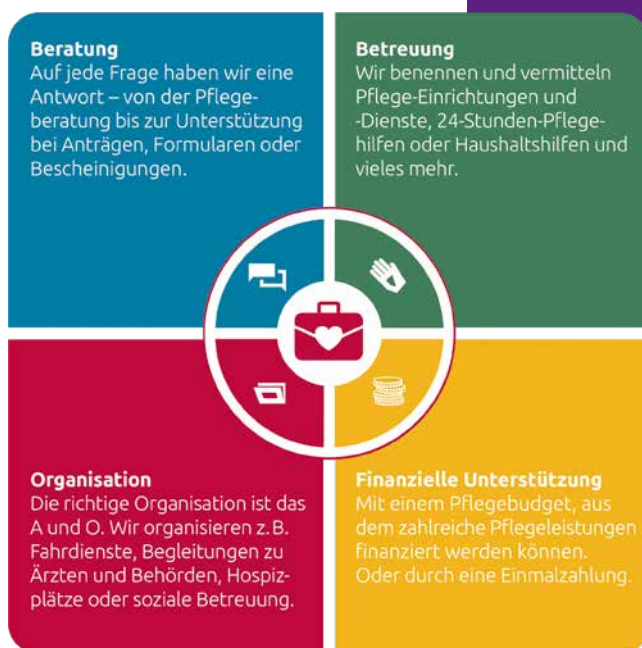 Beratung
Auf jede Frage haben wir eine
Antwort – von der Pflege-
beratung bis zur Unterstützung
bei Anträgen, Formularen oder
Bescheinigungen.
Betreuung
Wir benennen und vermitteln
Pflege-Einrichtungen und
-Dienste, 24-Stunden-Pflege-
hilfen oder Haushaltshilfen und
vieles mehr.
Organisation
Die richtige Organisation ist das
A und O. Wir organisieren z. B.
Fahrdienste, Begleitungen zu
Ärzten und Behörden, Hospiz-
plätze oder soziale Betreuung.
Finanzielle Unterstützung
Mit einem Pflegebudget, aus
dem zahlreiche Pflegeleistungen
finanziert werden können.
Oder durch eine Einmalzahlung.